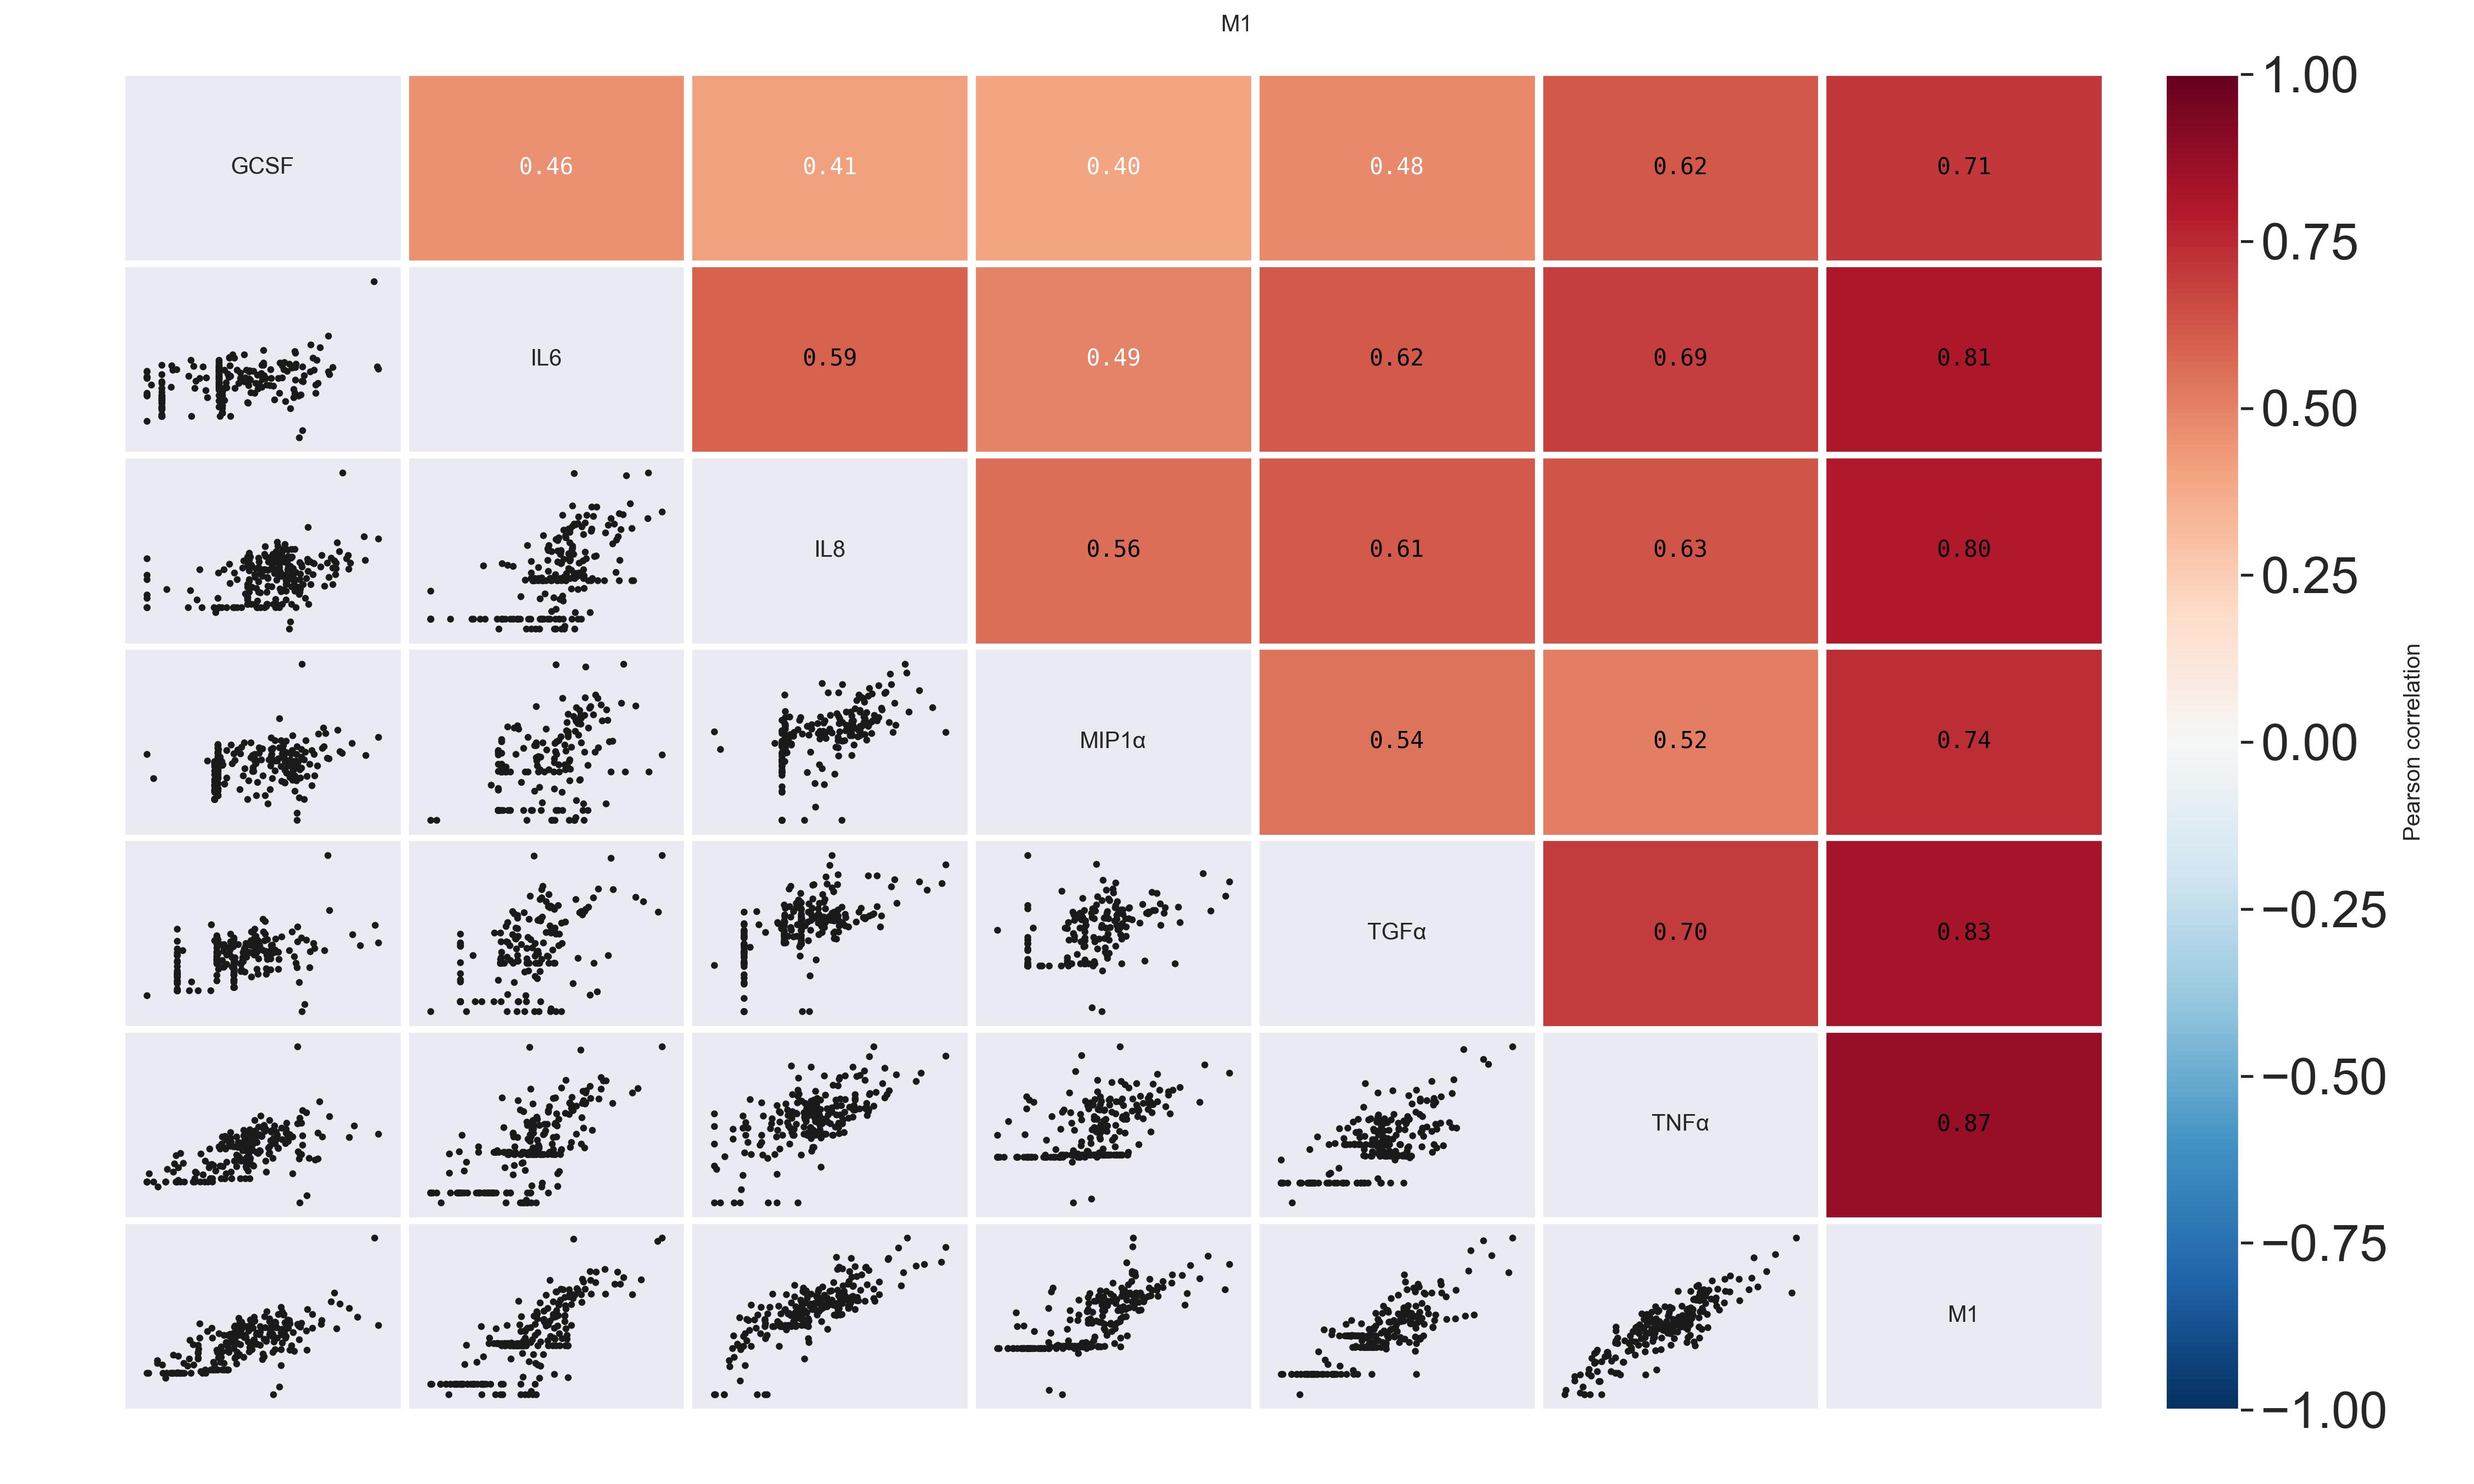 M1
GCSF 0.46 0.41 0.40 0.48 0.62 0.71
IL6 0.59 0.49 0.62 0.69 0.81
IL8 0.56 0.61 0.63 0.80
MIP1α 0.54 0.52 0.74
TGFα 0.70 0.83
TNFα 0.87
M1
1.00
0.75
0.50
0.25
0.00
−0.25
−0.50
−0.75
−1.00
Pearson correlation